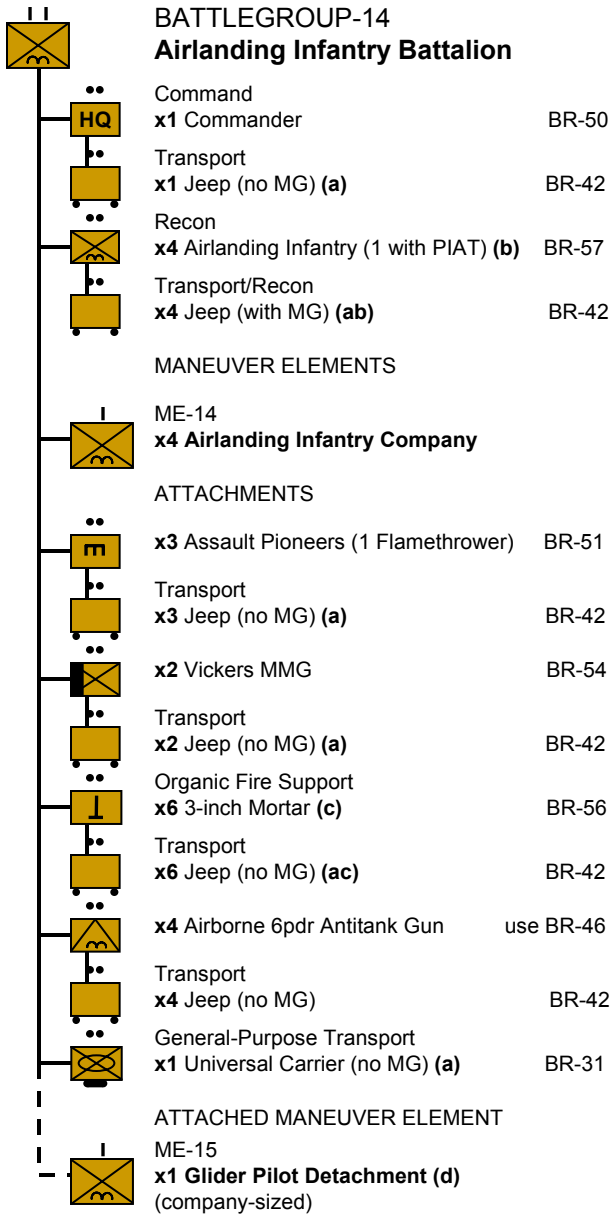 BATTLEGROUP-14
Airlanding Infantry Battalion
Command
HQ x1 Commander BR-50
Transport
x1 Jeep (no MG) (a) BR-42
Recon
x4 Airlanding Infantry (1 with PIAT) (b) BR-57
Transport/Recon
x4 Jeep (with MG) (ab) BR-42
MANEUVER ELEMENTS
ME-14
x4 Airlanding Infantry Company
ATTACHMENTS
x3 Assault Pioneers (1 Flamethrower) BR-51
Transport
x3 Jeep (no MG) (a) BR-42
x2 Vickers MMG BR-54
Transport
x2 Jeep (no MG) (a) BR-42
Organic Fire Support
x6 3-inch Mortar (c) BR-56
Transport
x6 Jeep (no MG) (ac) BR-42
x4 Airborne 6pdr Antitank Gun use BR-46
Transport
x4 Jeep (no MG) BR-42
General-Purpose Transport
x1 Universal Carrier (no MG) (a) BR-31
ATTACHED MANEUVER ELEMENT
ME-15
x1 Glider Pilot Detachment (d)
(company-sized)